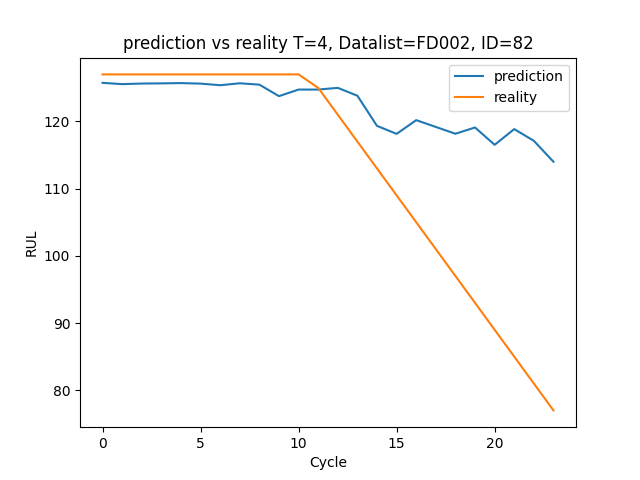 prediction vs reality T=4, Datalist=FD002, ID=82
prediction
reality
RUL
120
110
100
90
80
0 5 10 15 20
Cycle